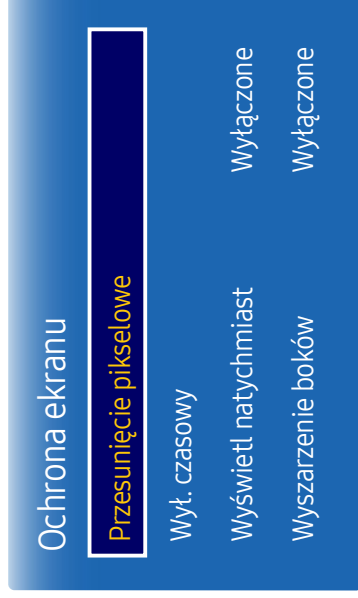 Ochrona ekranu
Przesunięcie pikselowe
Wył. czasowy
Wyświetl natychmiast Wyłączone
Wyszarzenie boków Wyłączone